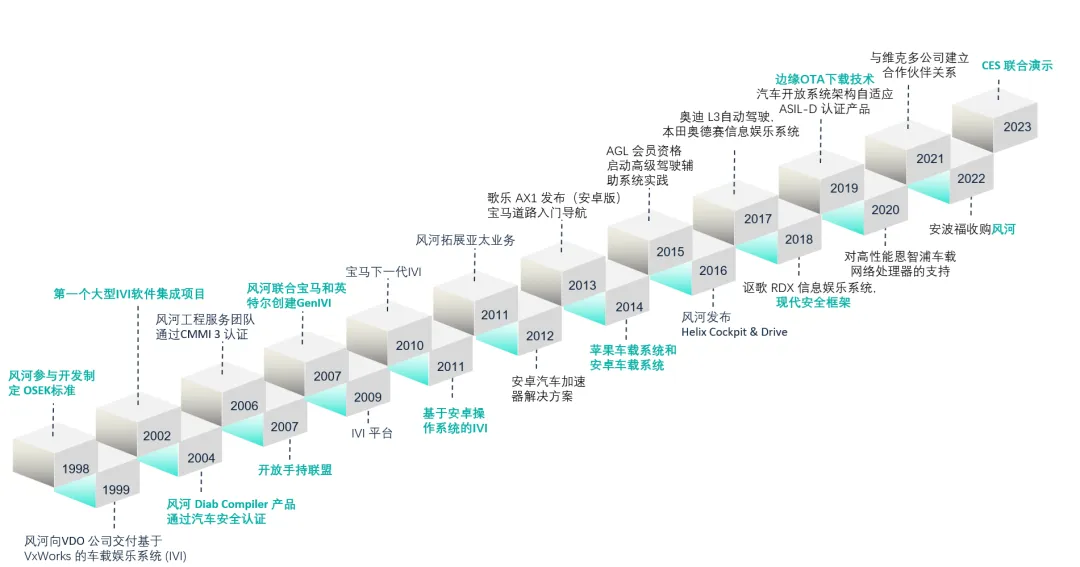 风河参与开发制
定 OSEK标准
1998
1999
风河向VDO 公司交付基于
VxWorks 的车载娱乐系统 (IVI)
第一个大型IVI软件集成项目
2002
2004
风河 Diab Compiler 产品
通过汽车安全认证
风河工程服务团队
通过CMMI 3 认证
2006
2007
开放手持联盟
风河联合宝马和英
特尔创建GenIVI
2007
2009
IVI 平台
宝马下一代IVI
2010
2011
基于安卓操
作系统的IVI
风河拓展亚太业务
2011
2012
安卓汽车加速
器解决方案
歌乐 AX1 发布（安卓版）
宝马道路入门导航
2013
2014
苹果车载系统和
安卓车载系统
AGL 会员资格
启动高级驾驶辅
助系统实践
2015
2016
风河发布
Helix Cockpit & Drive
奥迪 L3自动驾驶,
本田奥德赛信息娱乐系统
2017
2018
讴歌 RDX 信息娱乐系统,
现代安全框架
边缘OTA下载技术
汽车开放系统架构自适应
ASIL-D 认证产品
2019
2020
对高性能恩智浦车载
网络处理器的支持
与维克多公司建立
合作伙伴关系
2021
2022
安波福收购风河
CES 联合演示
2023